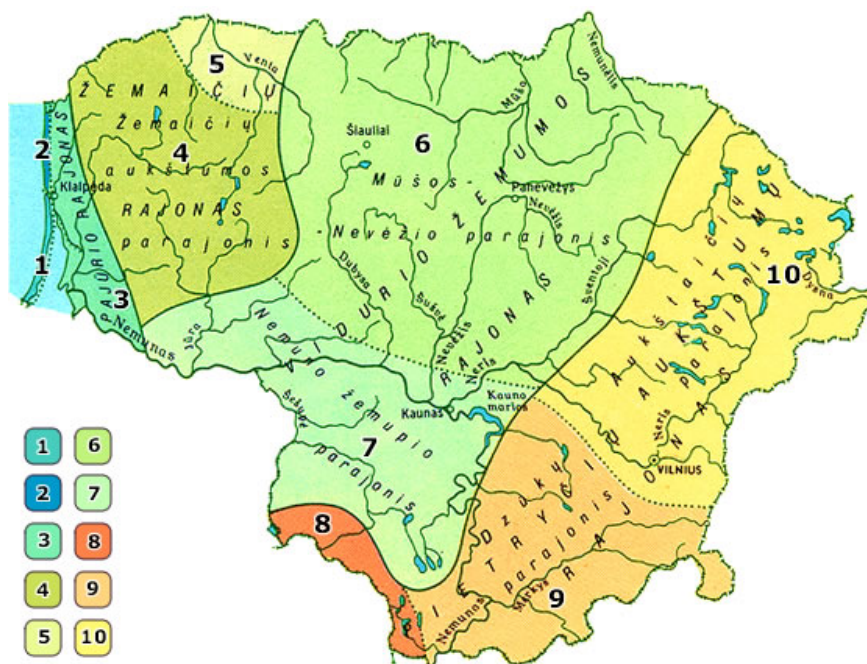 5
Venta
ŽEMAIČIŲ
Žemaičių
4
aukštumos
RAJONAS
parajonis
2
Klaipėda
PAJŪRIO RAJONAS
1
3
Nemunas
Jūra
Šiauliai
6
Mūša
Nemunėlis
Mūšos-
-Nevėžio parajonis
Panevėžys
Nevėžis
VIDURIO ŽEMUMOS
RAJONAS
Dubysa
Šušvė
Nevėžis
Neris
Šventoji
Nemuno žemupio
parajonis
Šešupė
Kaunas
Kauno
marios
7
Aukštaičių
parajonis
10
Dysna
Neris
VILNIUS
8
Dzūkų
parajonis
PIETRYČIŲ AUKŠTUMŲ
RAJONAS
Nemunas
Merkys
9
1 6
2 7
3 8
4 9
5 10